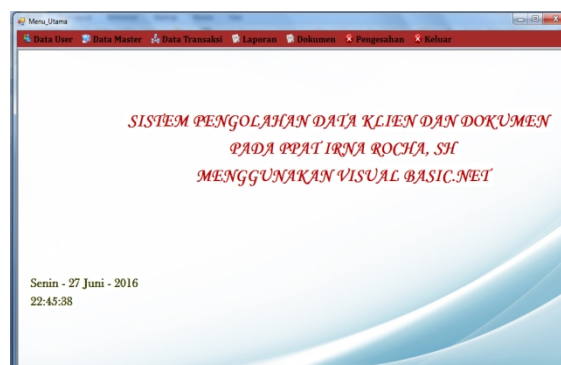 Menu_Utama
Data User Data Master Data Transaksi Laporan Dokumen Pengesahan Keluar
SISTEM PENGOLAHAN DATA KLIEN DAN DOKUMEN
PADA PPAT IRNA ROCHA, SH
MENGGUNAKAN VISUAL BASIC.NET
Senin - 27 Juni - 2016
22:45:38